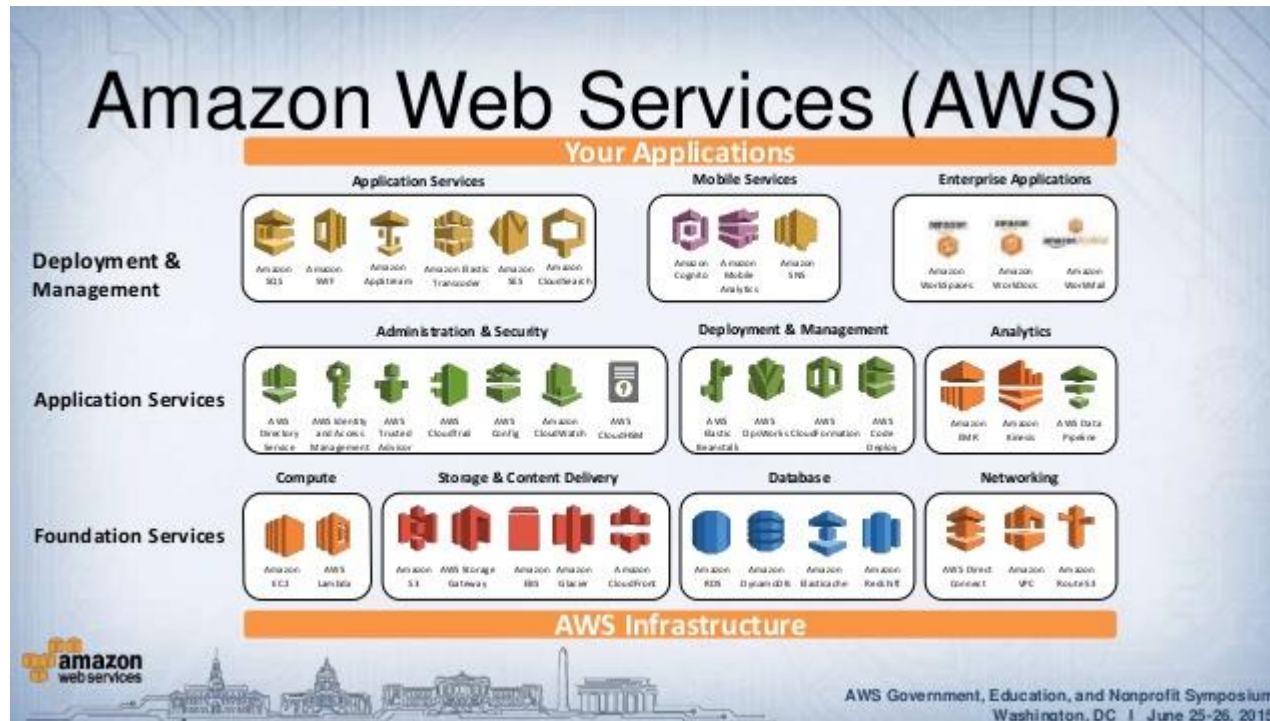 Amazon Web Services (AWS)
Your Applications
Application Services
Mobile Services
Enterprise Applications
Deployment &
Management
Amazon
SQS
Amazon
SWF
Amazon
AppStream
Amazon Elastic
Transcoder
Amazon
SES
Amazon
CloudSearch
Amazon
Cognito
Amazon
Mobile
Analytics
Amazon
SNS
Amazon
WorkSpaces
Amazon
WorkDocs
Amazon
WorkMail
Administration & Security
Deployment & Management
Analytics
Application Services
AWS
Directory
Service
AWS Identity
and Access
Management
AWS
Trusted
Advisor
AWS
CloudTrail
AWS
Config
Amazon
CloudWatch
AWS
CloudHSM
AWS
Elastic
Beanstalk
AWS
OpsWorks
AWS
CloudFormation
AWS
Code
Deploy
Amazon
EMR
Amazon
Kinesis
AWS Data
Pipeline
Compute
Storage & Content Delivery
Database
Networking
Foundation Services
Amazon
EC2
AWS
Lambda
Amazon
S3
AWS Storage
Gateway
Amazon
EBS
Amazon
Glacier
Amazon
CloudFront
Amazon
RDS
Amazon
DynamoDB
Amazon
Elasticache
Amazon
Redshift
AWS Direct
Connect
Amazon
VPC
Amazon
Route53
AWS Infrastructure
amazon
web services
AWS Government, Education, and Nonprofit Symposium
Washington, DC I June 25-26,